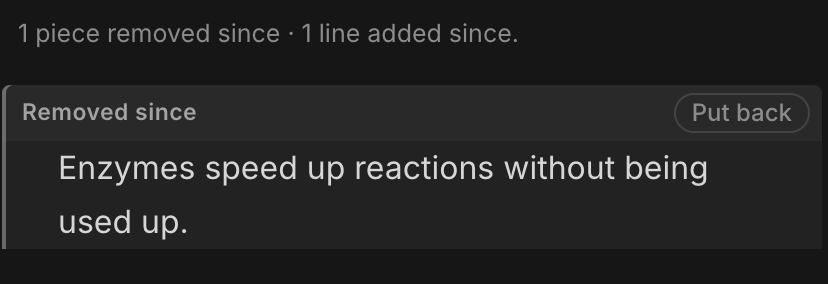 1 piece removed since · 1 line added since.
Removed since
Put back
Enzymes speed up reactions without being
used up.